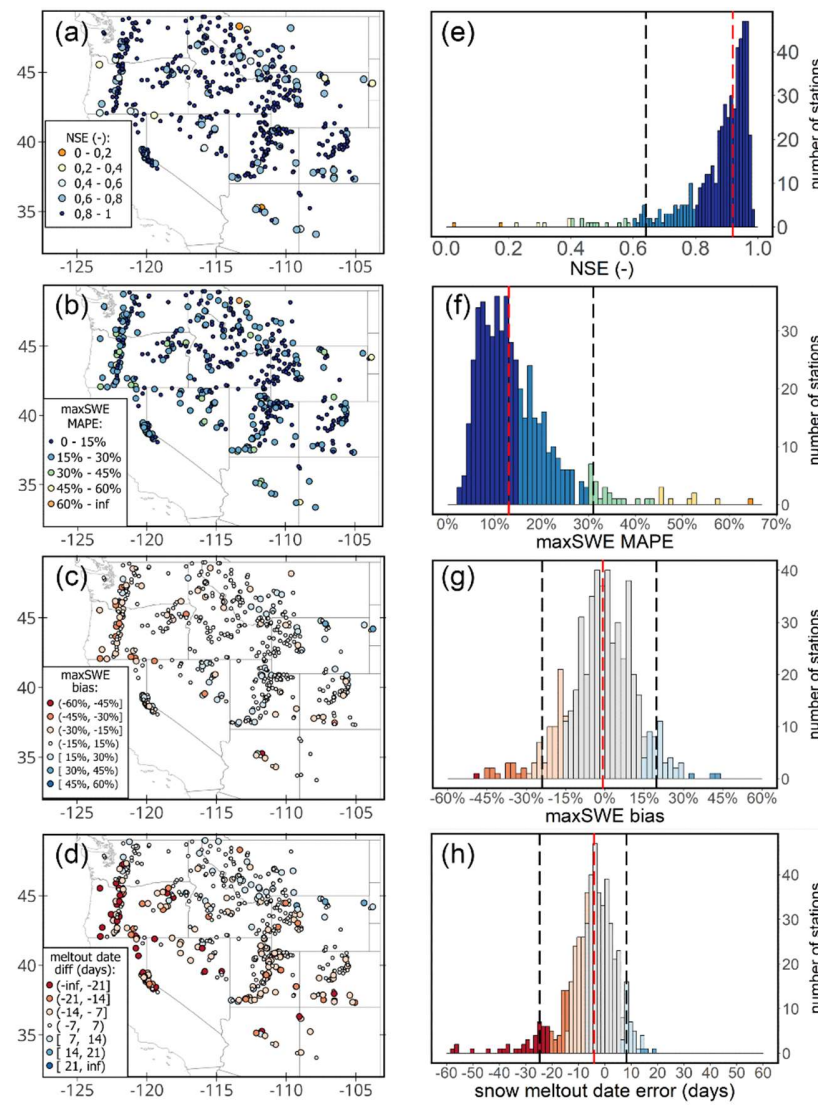 (a)
45
40
35
NSE (-):
0 - 0,2
0,2 - 0,4
0,4 - 0,6
0,6 - 0,8
0,8 - 1
-125 -120 -115 -110 -105
(e)
40
30
20
10
0
number of stations
0.0 0.2 0.4 0.6 0.8 1.0
NSE (-)
(b)
45
40
35
maxSWE
MAPE:
0 - 15%
15% - 30%
30% - 45%
45% - 60%
60% - inf
-125 -120 -115 -110 -105
(f)
30
20
10
0
number of stations
0% 10% 20% 30% 40% 50% 60% 70%
maxSWE MAPE
(c)
45
40
35
maxSWE
bias:
(-60%, -45%]
(-45%, -30%]
(-30%, -15%]
(-15%, 15%)
[ 15%, 30%)
[ 30%, 45%)
[ 45%, 60%)
-125 -120 -115 -110 -105
(g)
40
30
20
10
0
number of stations
-60% -45% -30% -15% 0% 15% 30% 45% 60%
maxSWE bias
(d)
45
40
35
meltout date
diff (days):
(-inf, -21]
(-21, -14]
(-14, - 7]
(-7, 7)
[ 7, 14)
[ 14, 21)
[ 21, inf)
-125 -120 -115 -110 -105
(h)
40
30
20
10
0
number of stations
-60 -50 -40 -30 -20 -10 0 10 20 30 40 50 60
snow meltout date error (days)